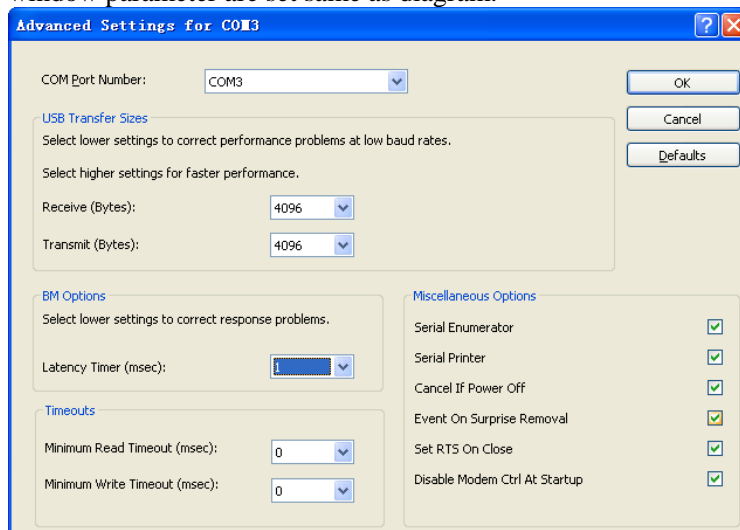 window parameter are set same as diagram.
Advanced Settings for COM3
COM Port Number:
COM3
OK
Cancel
Defaults
USB Transfer Sizes
Select lower settings to correct performance problems at low baud rates.
Select higher settings for faster performance.
Receive (Bytes):
4096
Transmit (Bytes):
4096
BM Options
Select lower settings to correct response problems.
Latency Timer (msec):
1
Timeouts
Minimum Read Timeout (msec):
0
Minimum Write Timeout (msec):
0
Miscellaneous Options
Serial Enumerator
Serial Printer
Cancel If Power Off
Event On Surprise Removal
Set RTS On Close
Disable Modem Ctrl At Startup